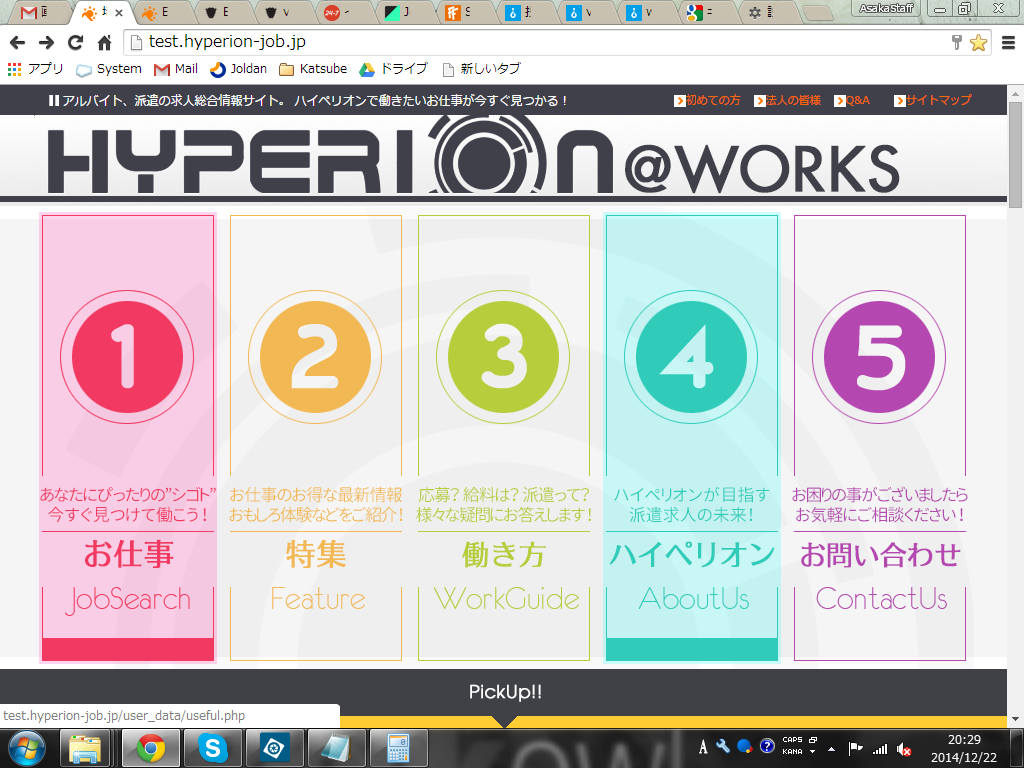 AsakaStaff
E
E
v
24-7
J
S
v
v
test.hyperion-job.jp
アプリ
System
Mail
Joldan
Katsube
ドライブ
新しいタブ
アルバイト、派遣の求人総合情報サイト。 ハイペリオンで働きたいお仕事が今すぐ見つかる！
初めての方
法人の皆様
Q&A
サイトマップ
HYPERION@WORKS
1
あなたにぴったりの”シゴト”
今すぐ見つけて働こう！
お仕事
JobSearch
2
お仕事のお得な最新情報
おもしろ体験などをご紹介！
特集
Feature
3
応募？給料は？派遣って？
様々な疑問にお答えします！
働き方
WorkGuide
4
ハイペリオンが目指す
派遣求人の未来！
ハイペリオン
AboutUs
5
お困りの事がございましたら
お気軽にご相談ください！
お問い合わせ
ContactUs
PickUp!!
test.hyperion-job.jp/user_data/useful.php
A
CAPS
KANA
20:29
2014/12/22